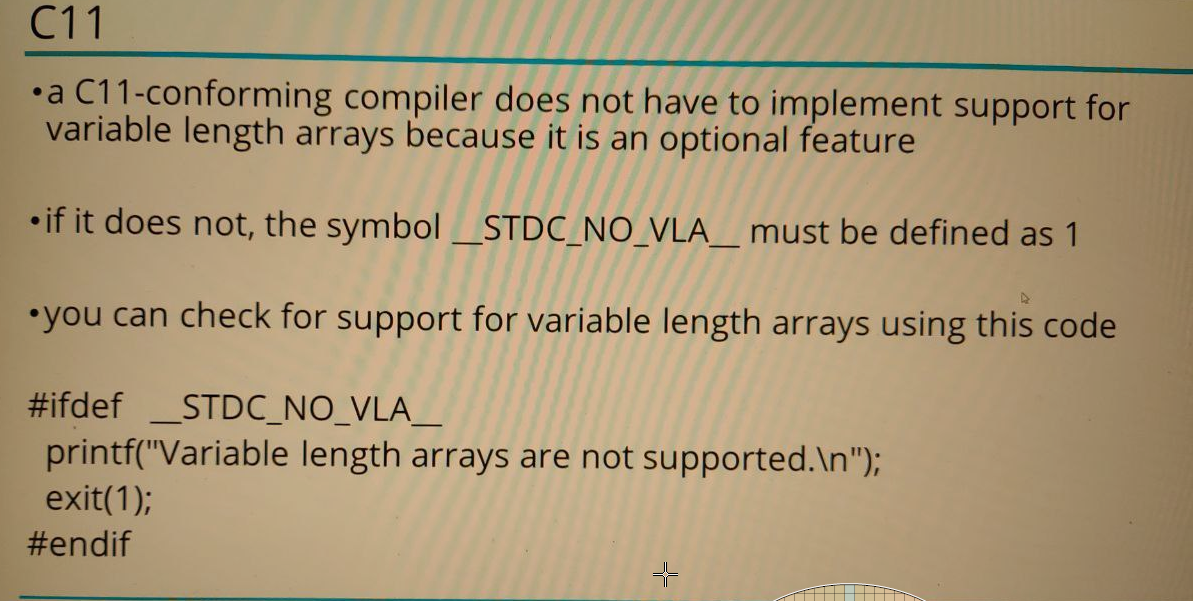 C11
•a C11-conforming compiler does not have to implement support for
variable length arrays because it is an optional feature
•if it does not, the symbol __STDC_NO_VLA__ must be defined as 1
•you can check for support for variable length arrays using this code
#ifdef __STDC_NO_VLA__
printf("Variable length arrays are not supported.\n");
exit(1);
#endif